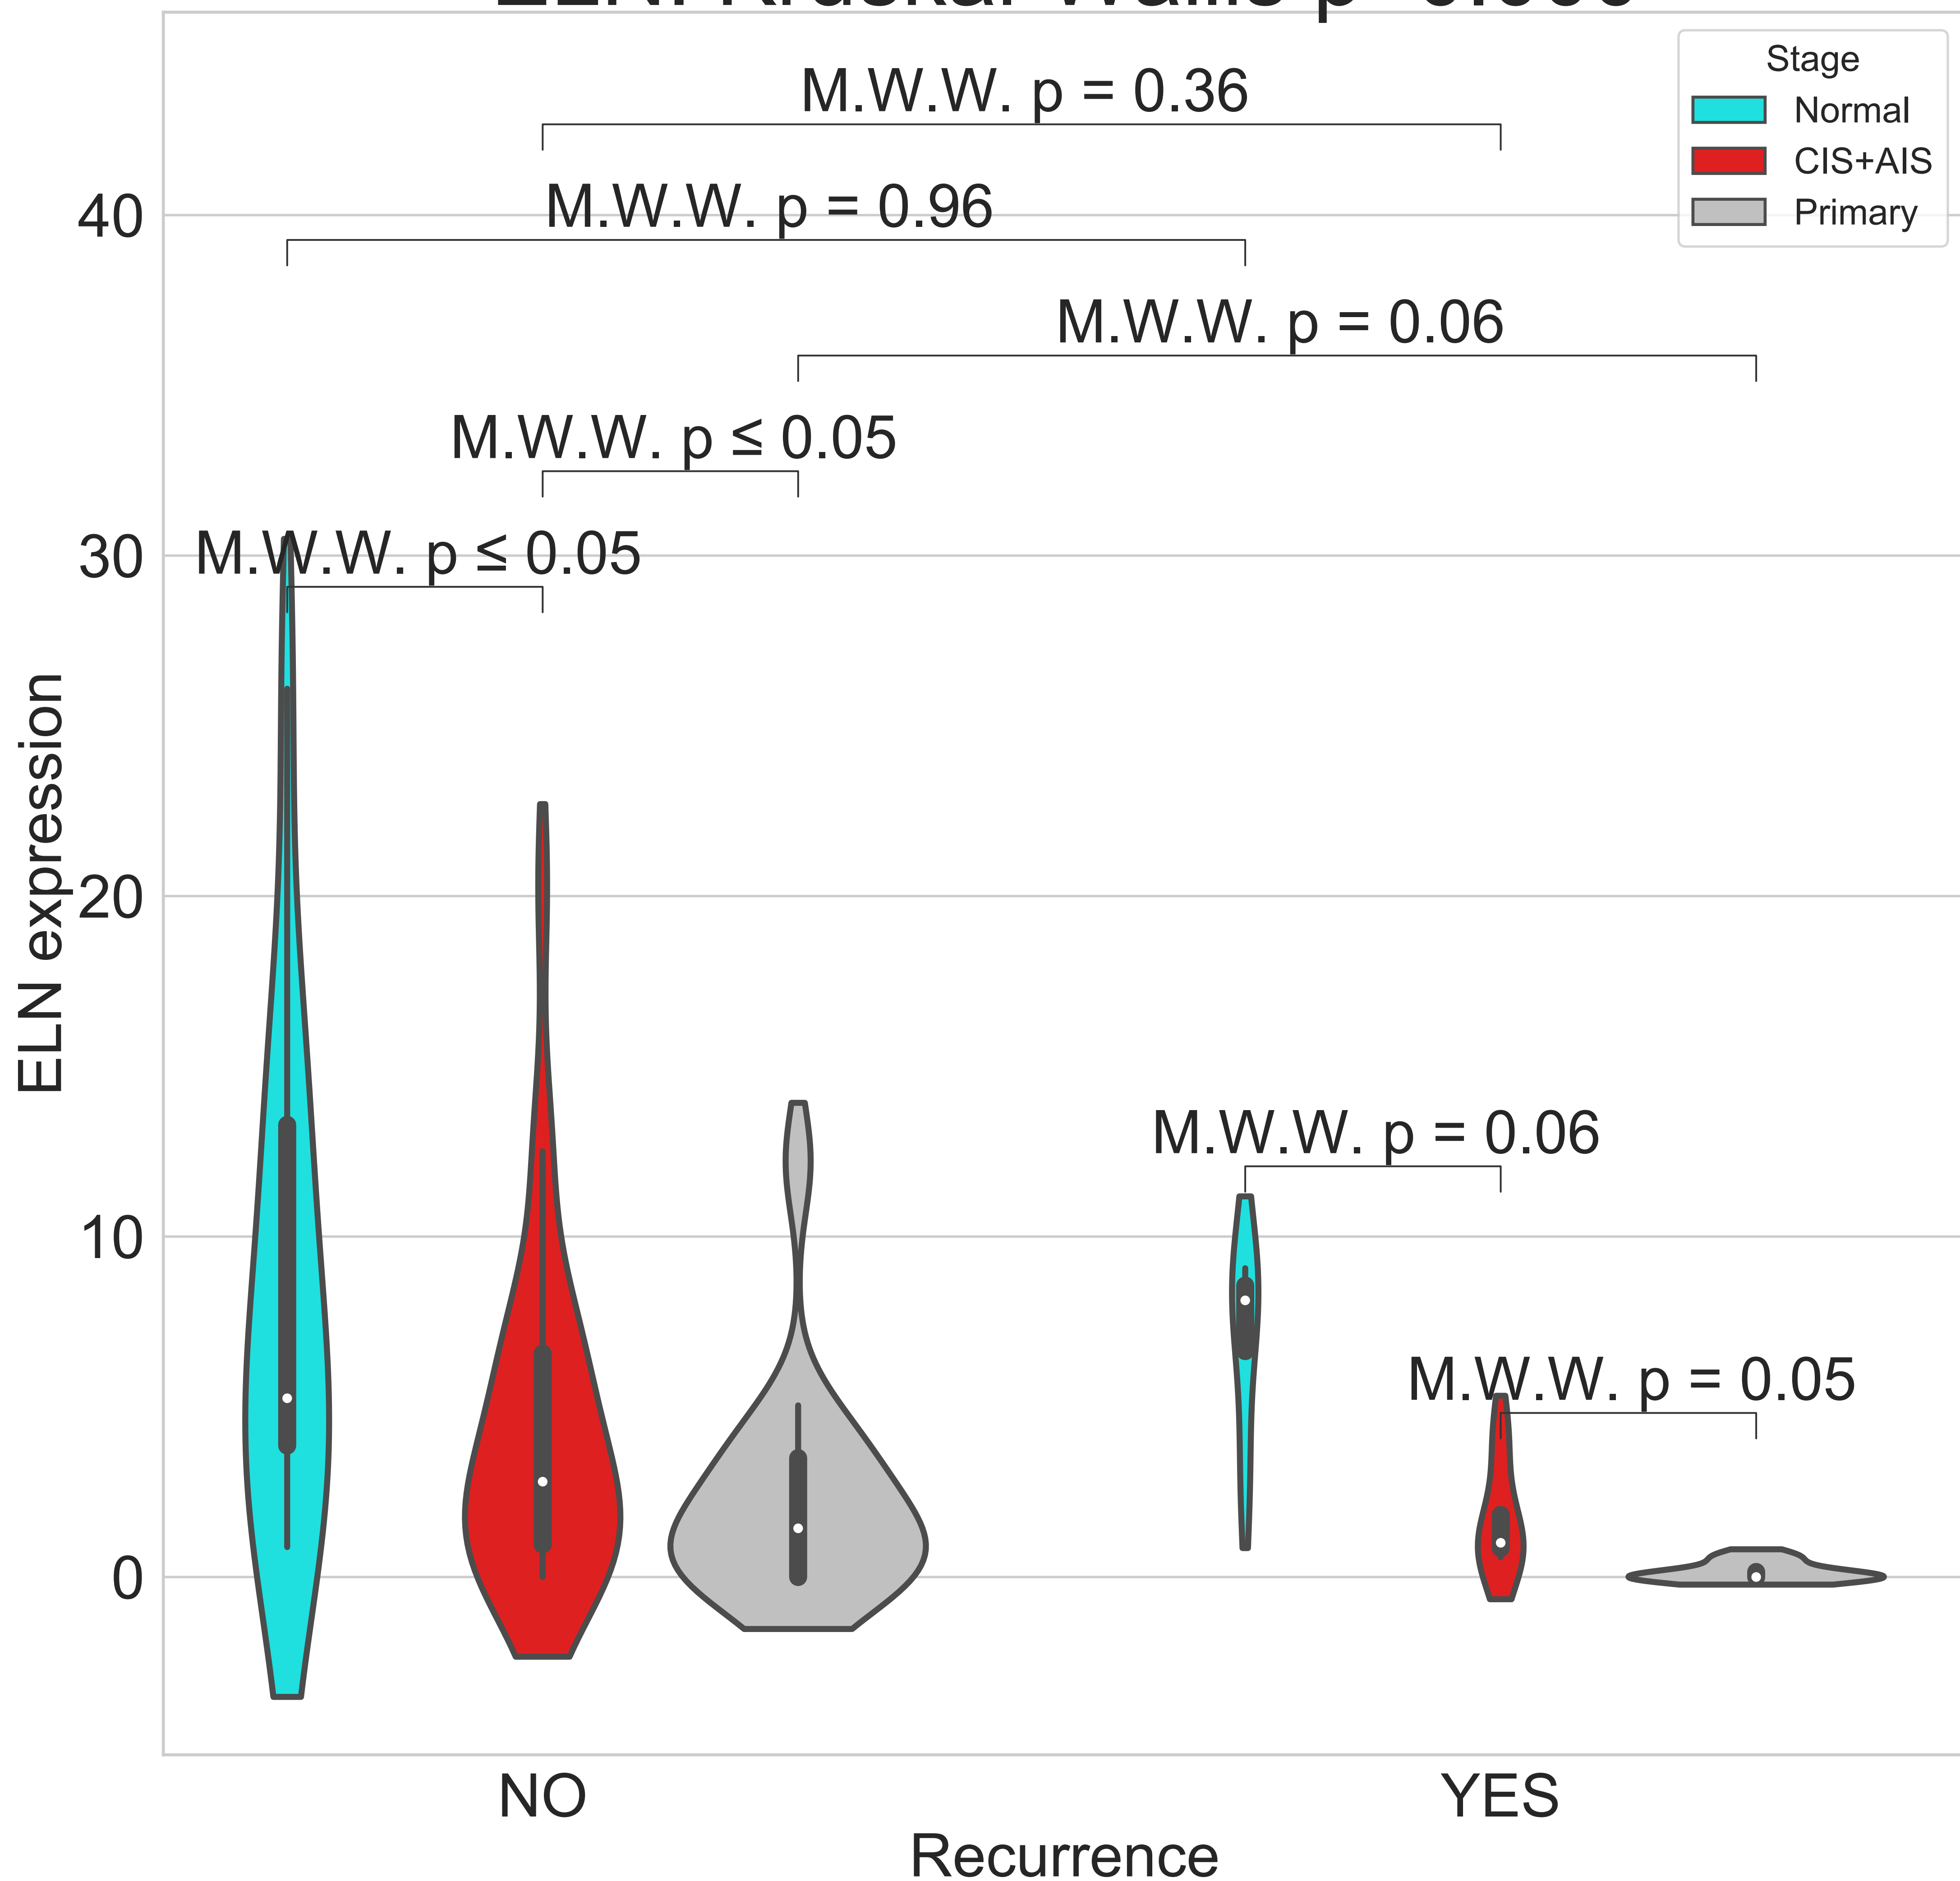 Stage
Normal
CIS+AIS
Primary
M.W.W. p = 0.36
M.W.W. p = 0.96
M.W.W. p = 0.06
M.W.W. p ≤ 0.05
M.W.W. p ≤ 0.05
M.W.W. p = 0.06
M.W.W. p = 0.05
40
30
20
10
0
ELN expression
NO
YES
Recurrence